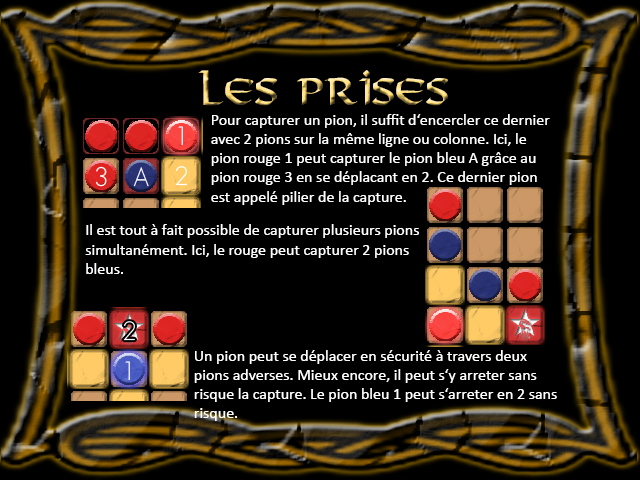 Les prises
Pour capturer un pion, il suffit d'encercler ce dernier
avec 2 pions sur la même ligne ou colonne. Ici, le
pion rouge 1 peut capturer le pion bleu A grâce au
pion rouge 3 en se déplacant en 2. Ce dernier pion
est appelé pilier de la capture.
1
3 A 2
Il est tout à fait possible de capturer plusieurs pions
simultanément. Ici, le rouge peut capturer 2 pions
bleus.
2
1
Un pion peut se déplacer en sécurité à travers deux
pions adverses. Mieux encore, il peut s'y arreter sans
risque la capture. Le pion bleu 1 peut s'arreter en 2 sans
risque.